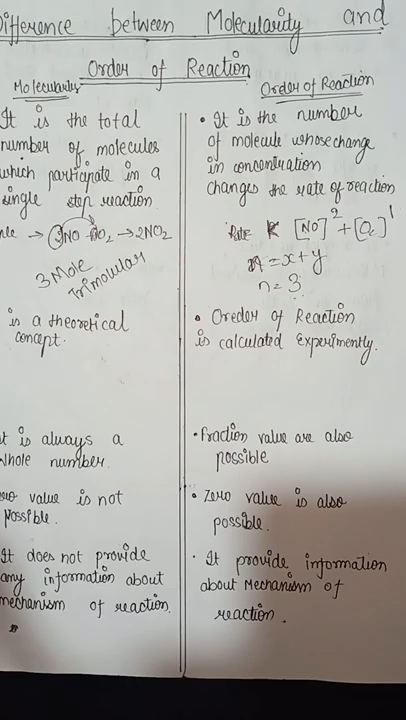 Difference between Molecularity and
Order of Reaction
Molecularity
It is the total
number of molecules
which participate in a
single step reaction
→ 2NO + O₂ → 2NO₂
3 Mole
Trimolular
is a theoretical
concept.
It is always a
whole number.
zero value is not
possible.
It does not provide
any information about
mechanism of reaction.
Order of Reaction
• It is the number
of molecule whose change
in concentration
changes the rate of reaction
Rate K [NO]² + [O₂]¹
n = x + y
n = 3
• Oreder of Reaction
is calculated Experimently.
• fraction value are also
possible
• Zero value is also
possible.
• It provide information
about Mechanism of
reaction.